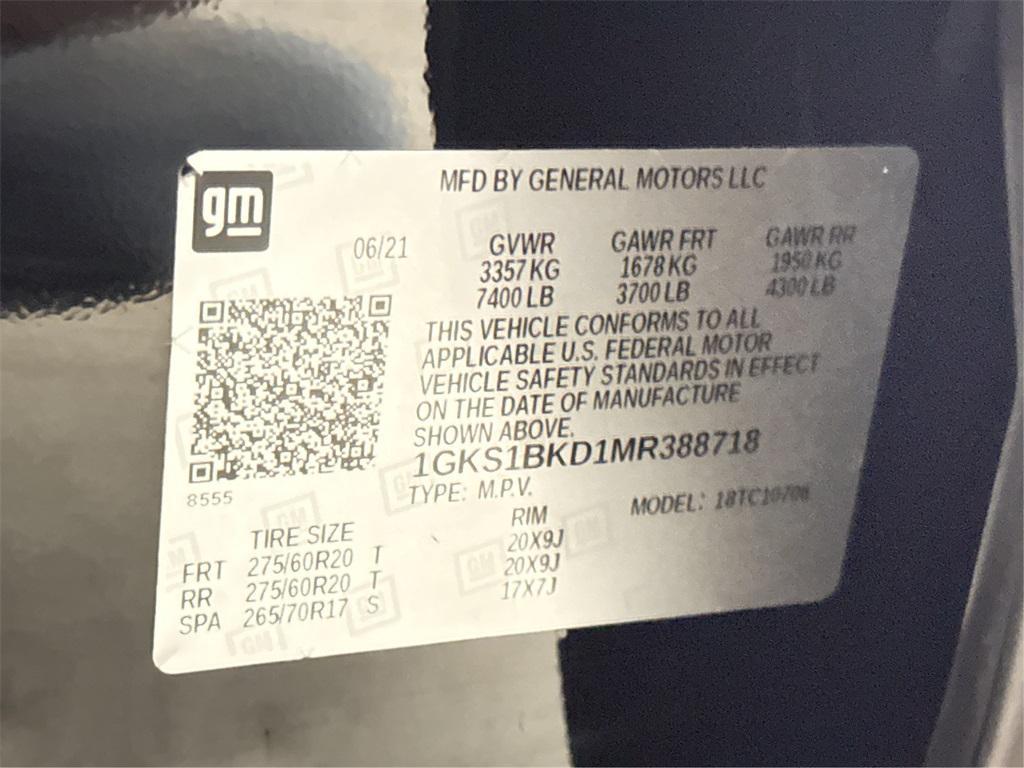 gm
MFD BY GENERAL MOTORS LLC
06/21
GVWR GAWR FRT GAWR RR
3357 KG 1678 KG 1950 KG
7400 LB 3700 LB 4300 LB
THIS VEHICLE CONFORMS TO ALL
APPLICABLE U.S. FEDERAL MOTOR
VEHICLE SAFETY STANDARDS IN EFFECT
ON THE DATE OF MANUFACTURE
SHOWN ABOVE.
1GKS1BKD1MR388718
8555
TYPE: M.P.V. MODEL: 18TC10706
TIRE SIZE RIM
FRT 275/60R20 T 20X9J
RR 275/60R20 T 20X9J
SPA 265/70R17 S 17X7J